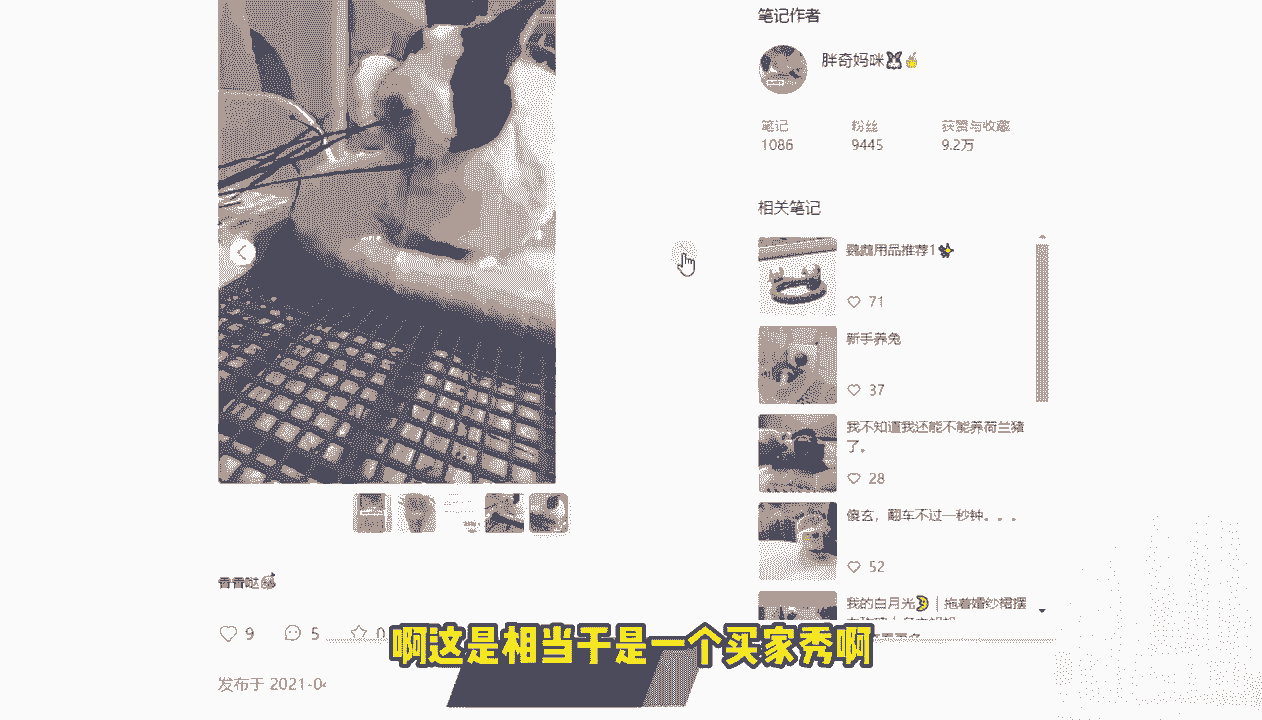 笔记作者
胖奇妈咪
笔记 粉丝 获赞与收藏
1086 9445 9.2万
相关笔记
鹦鹉用品推荐1
71
新手养兔
37
我不知道我还能不能养荷兰猪
了。
28
傻玄，翻车不过一秒钟。。。
52
我的白月光🌛｜拖着婚纱裙摆
香香哒
9 5 0
啊这是相当于是一个买家秀啊
发布于 2021-04